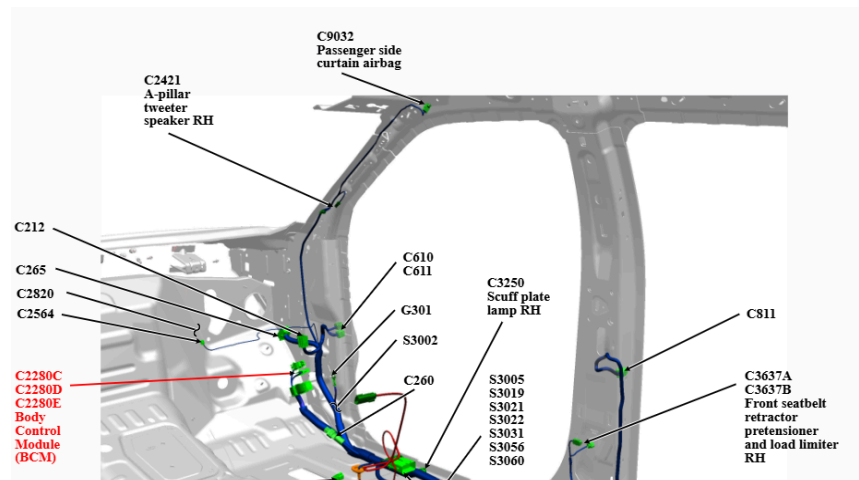 C9032
Passenger side
curtain airbag
C2421
A-pillar
tweeter
speaker RH
C212
C265
C2820
C2564
C610
C611
G301
S3002
C260
C3250
Scuff plate
lamp RH
C811
C2280C
C2280D
C2280E
Body
Control
Module
(BCM)
S3005
S3019
S3021
S3022
S3031
S3056
S3060
C3637A
C3637B
Front seatbelt
retractor
pretensioner
and load limiter
RH